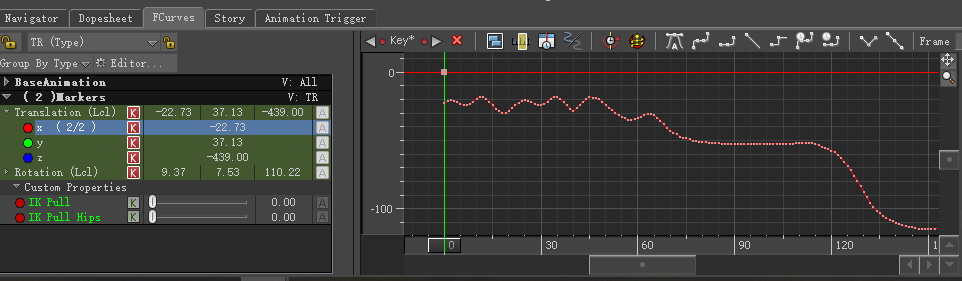 Navigator Dopesheet FCurves Story Animation Trigger
TR (Type) Key* Frame
Group By Type Editor...
BaseAnimation V: All
( 2 )Markers V: TR
Translation (Lcl) K -22.73 37.13 -439.00 A
x ( 2/2 ) K -22.73 A
y K 37.13 A
z K -439.00 A
Rotation (Lcl) K 9.37 7.53 110.22 A
Custom Properties
IK Pull K 0.00 A
IK Pull Hips K 0.00 A
0
-100
0 30 60 90 120 1